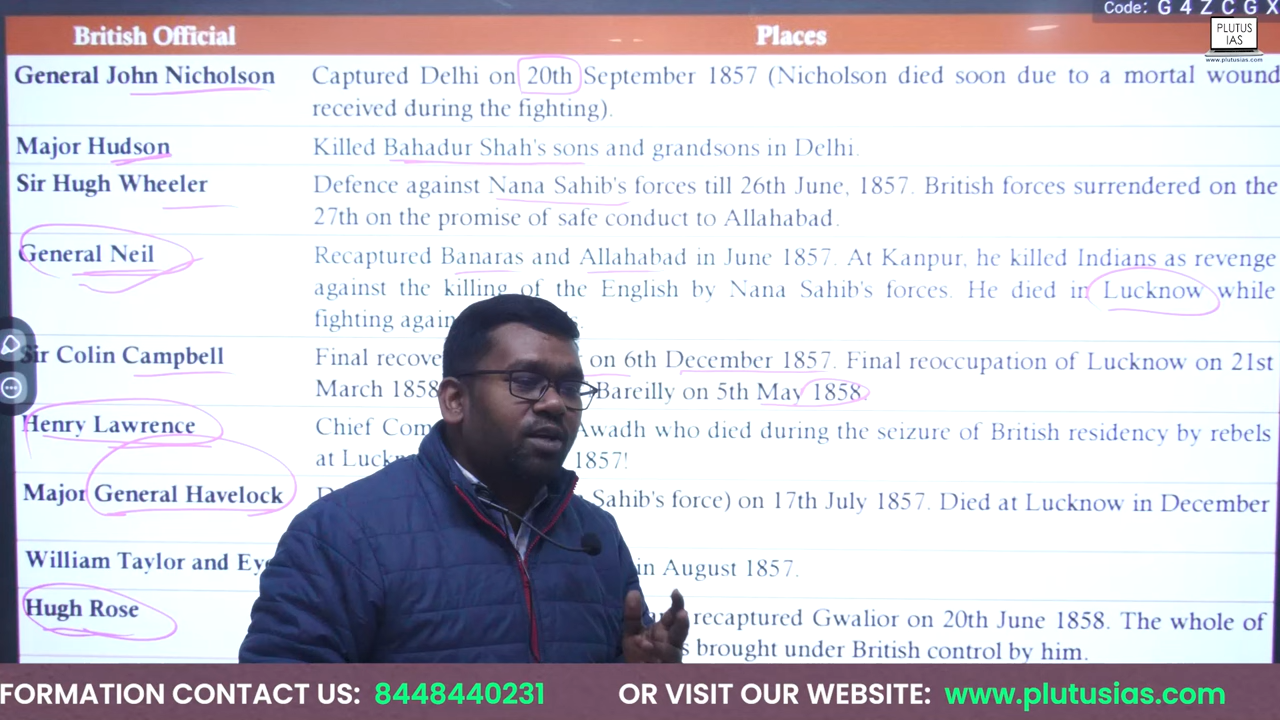 Code: G 4 Z C G X
PLUTUS
IAS
www.plutusias.com
British Official Places
General John Nicholson Captured Delhi on 20th September 1857 (Nicholson died soon due to a mortal wound
received during the fighting).
Major Hudson Killed Bahadur Shah's sons and grandsons in Delhi.
Sir Hugh Wheeler Defence against Nana Sahib's forces till 26th June, 1857. British forces surrendered on the
27th on the promise of safe conduct to Allahabad.
General Neil Recaptured Banaras and Allahabad in June 1857. At Kanpur, he killed Indians as revenge
against the killing of the English by Nana Sahib's forces. He died in Lucknow while
fighting
Sir Colin Campbell Final on 6th December 1857. Final reoccupation of Lucknow on 21st
March 1858 Bareilly on 5th May 1858.
Henry Lawrence Chief Awadh who died during the seizure of British residency by rebels
at 1857!
Major General Havelock Sahib's force) on 17th July 1857. Died at Lucknow in December
William Taylor and in August 1857.
Hugh Rose recaptured Gwalior on 20th June 1858. The whole of
brought under British control by him.
FORMATION CONTACT US: 8448440231 OR VISIT OUR WEBSITE: www.plutusias.com